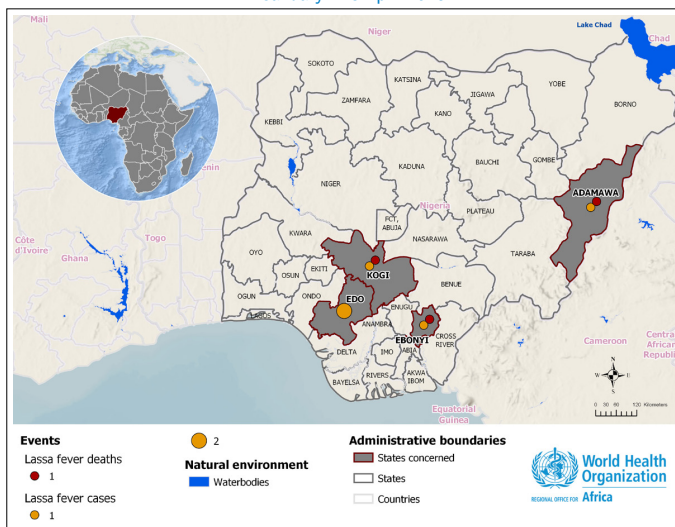 Mali
Lake Chad
Chad
SOKOTO
KATSINA
JIGAWA
YOBE
BORNO
ZAMFARA
KANO
KEBBI
GOMBE
BAUCHI
KADUNA
NIGER
ADAMAWA
Nigeria
PLATEAU
FCT,
ABUJA
NASARAWA
TARABA
KWARA
Côte
d'Ivoire
Ghana
Togo
OYO
KOGI
EKITI
OSUN
BENUE
OGUN
ONDO
EDO
ENUGU
LAGOS
ANAMBRA
EBONYI
CROSS
RIVER
DELTA
IMO
ABIA
Cameroon
Central
African
Republic
BAYELSA
RIVERS
AKWA
IBOM
Equatorial
Guinea
N
W
E
S
0 30 60 120 Kilometers
Events
Lassa fever deaths
1
Lassa fever cases
1
2
Natural environment
Waterbodies
Administrative boundaries
States concerned
States
Countries
World Health
Organization
REGIONAL OFFICE FOR Africa